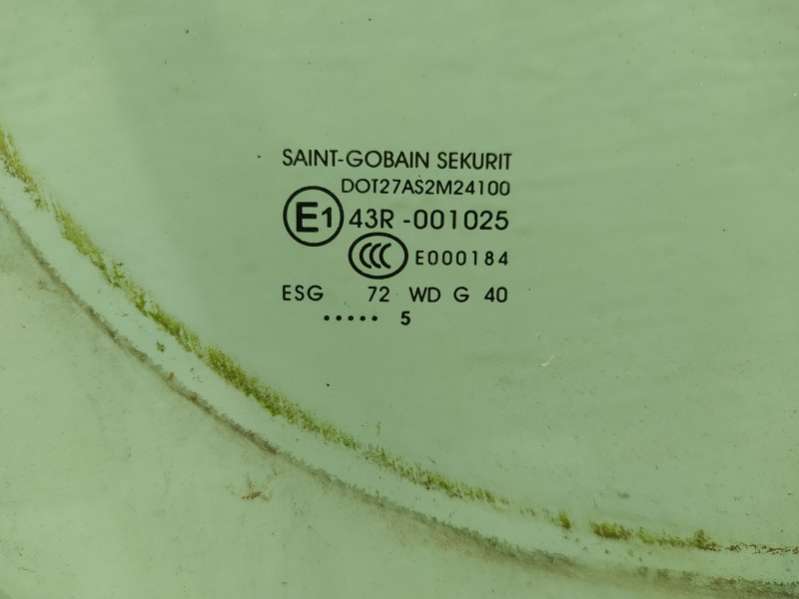 SAINT-GOBAIN SEKURIT
DOT27AS2M24100
E1 43R -001025
CCC E000184
ESG 72 WD G 40
..... 5